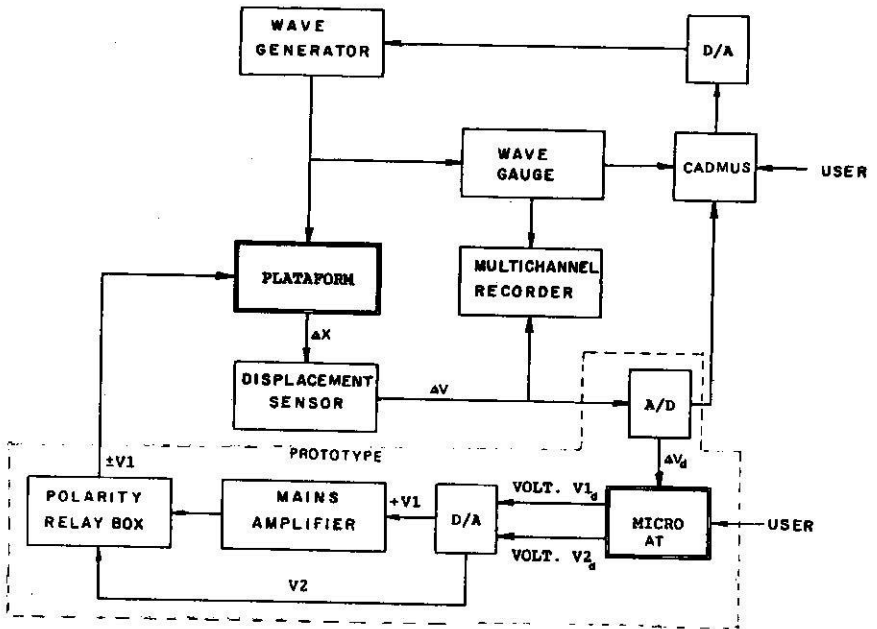 WAVE
GENERATOR
D/A
WAVE
GAUGE
CADMUS
USER
PLATAFORM
MULTICHANNEL
RECORDER
ΔX
DISPLACEMENT
SENSOR
ΔV
A/D
PROTOTYPE
ΔVd
±V1
POLARITY
RELAY BOX
MAINS
AMPLIFIER
+V1
D/A
VOLT. V1d
VOLT. V2d
MICRO
AT
USER
V2